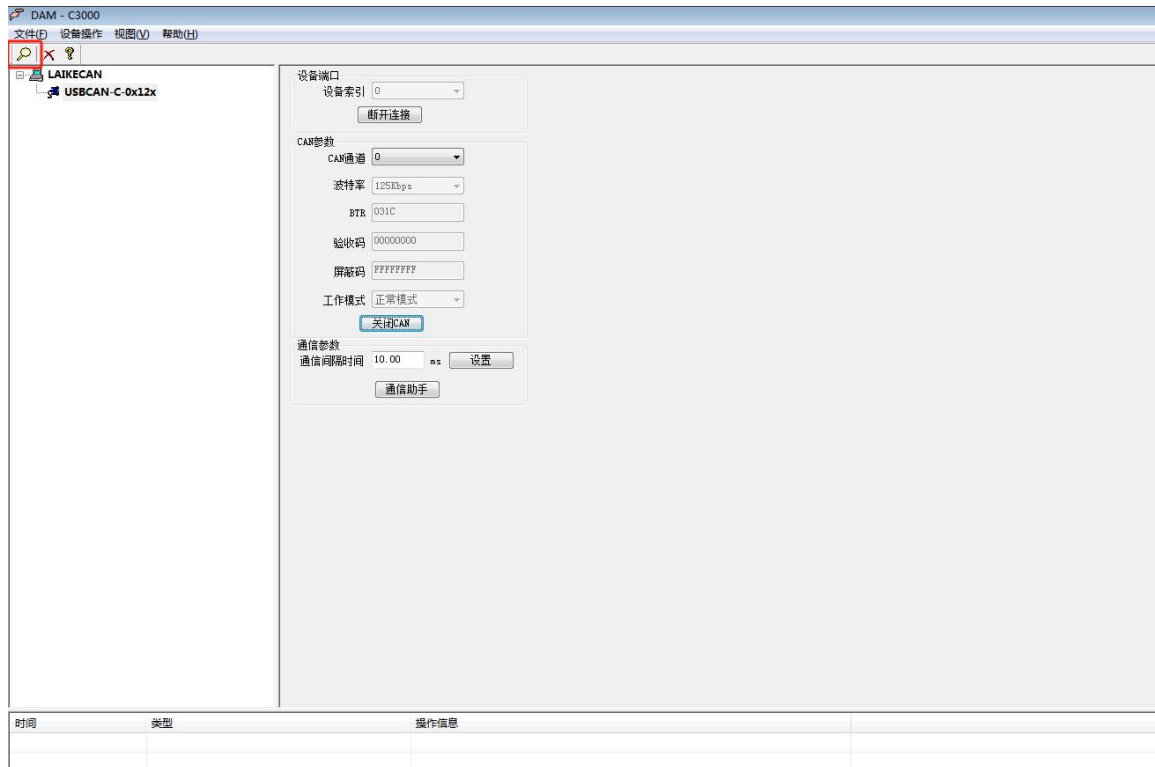 DAM - C3000
文件(F) 设备操作 视图(V) 帮助(H)
LAIKECAN
USBCAN-C-0x12x
设备端口
设备索引 0
断开连接
CAN参数
CAN通道 0
波特率 125Kbps
BTR 031C
验收码 00000000
屏蔽码 FFFFFFFF
工作模式 正常模式
关闭CAN
通信参数
通信间隔时间 10.00 ms 设置
通信助手
时间 类型 操作信息